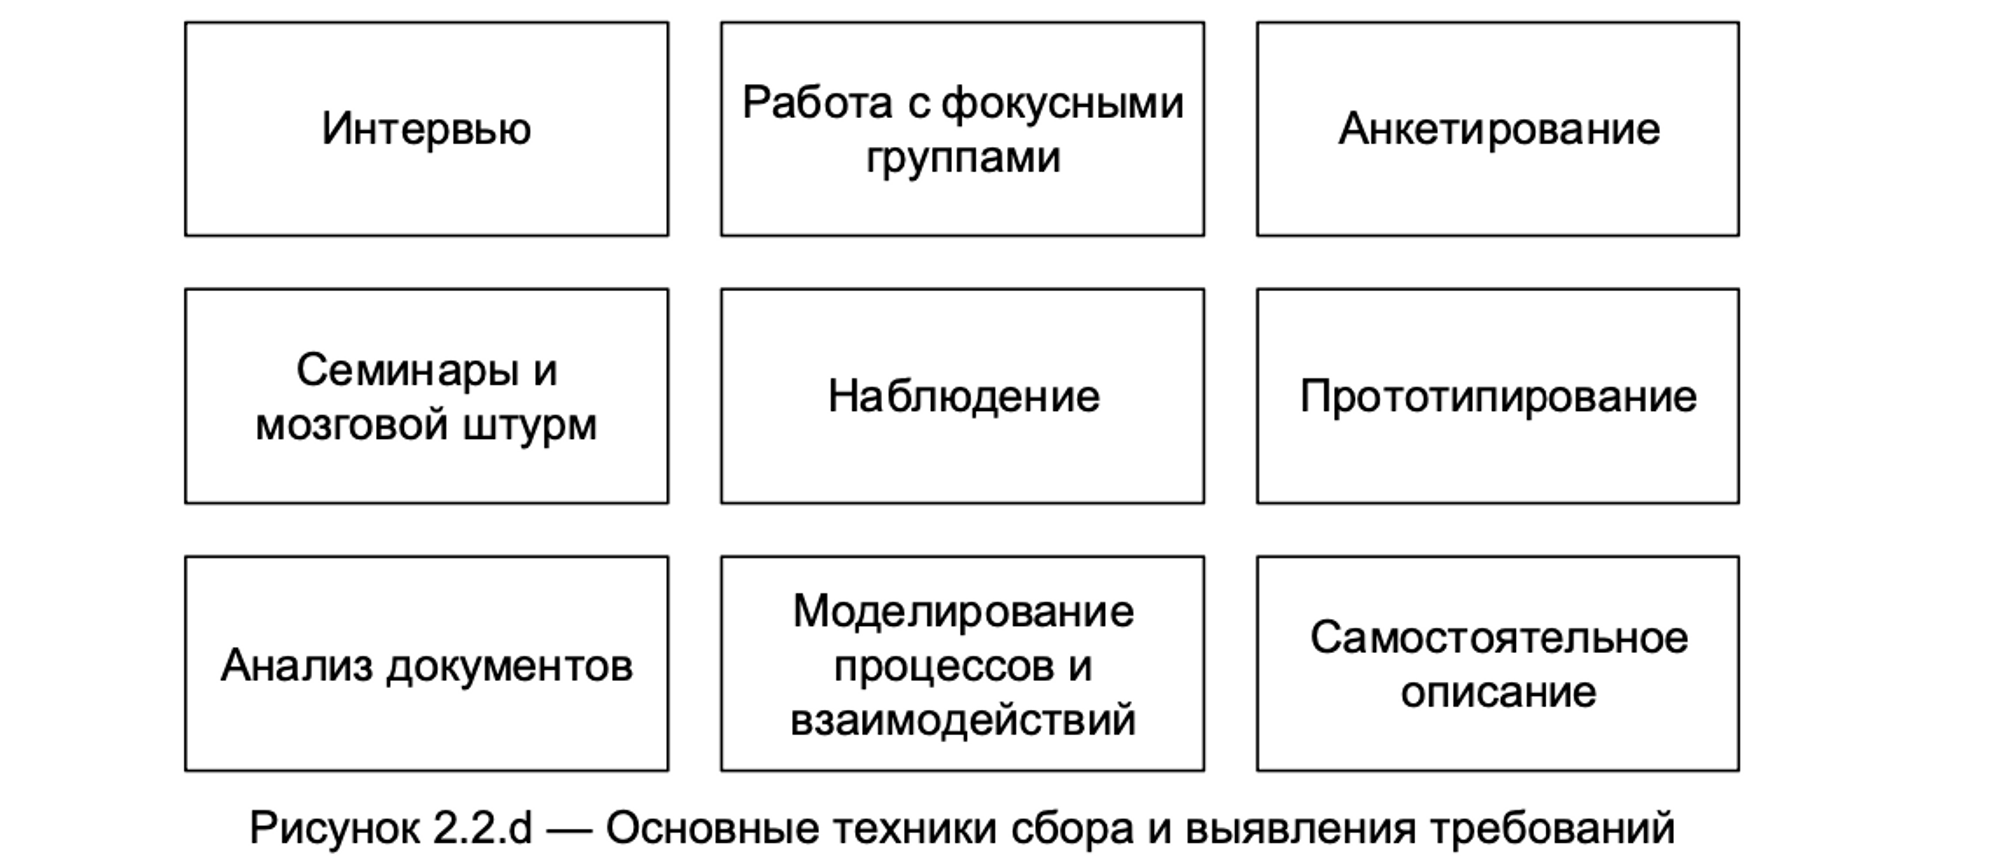 Интервью
Работа с фокусными
группами
Анкетирование
Семинары и
мозговой штурм
Наблюдение
Прототипирование
Анализ документов
Моделирование
процессов и
взаимодействий
Самостоятельное
описание
Рисунок 2.2.d — Основные техники сбора и выявления требований